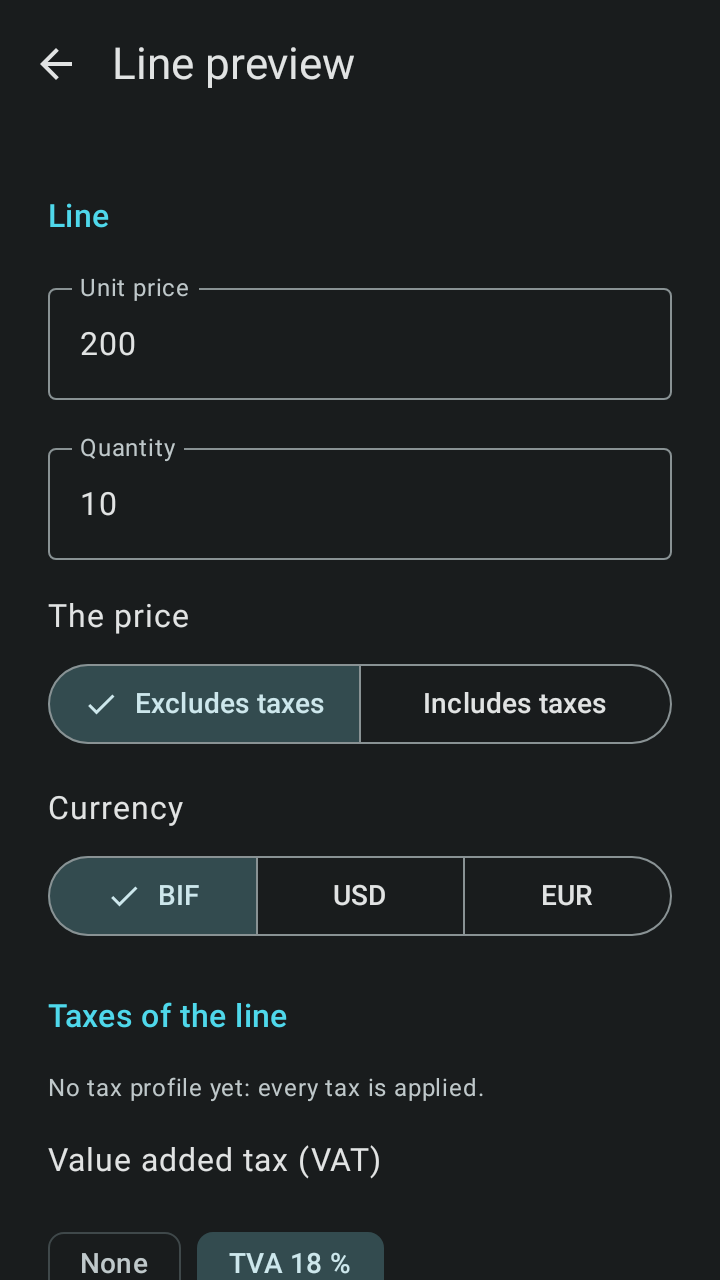 Line preview
Line
Unit price
200
Quantity
10
The price
Excludes taxes
Includes taxes
Currency
BIF
USD
EUR
Taxes of the line
No tax profile yet: every tax is applied.
Value added tax (VAT)
None
TVA 18 %